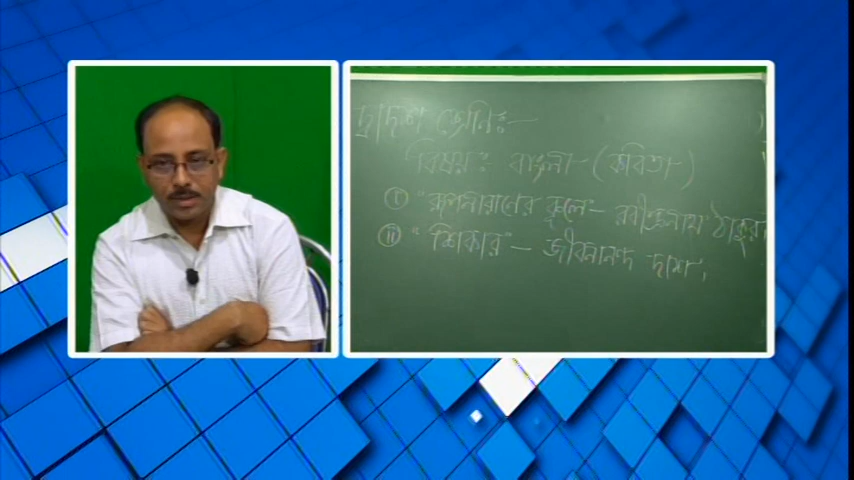 দ্বাদশ শ্রেণিঃ-
বিষয়ঃ বাংলা - (কবিতা)
(i) "রূপনারাণের কূলে" - রবীন্দ্রনাথ ঠাকুর।
(ii) "শিকার" - জীবনানন্দ দাশ।